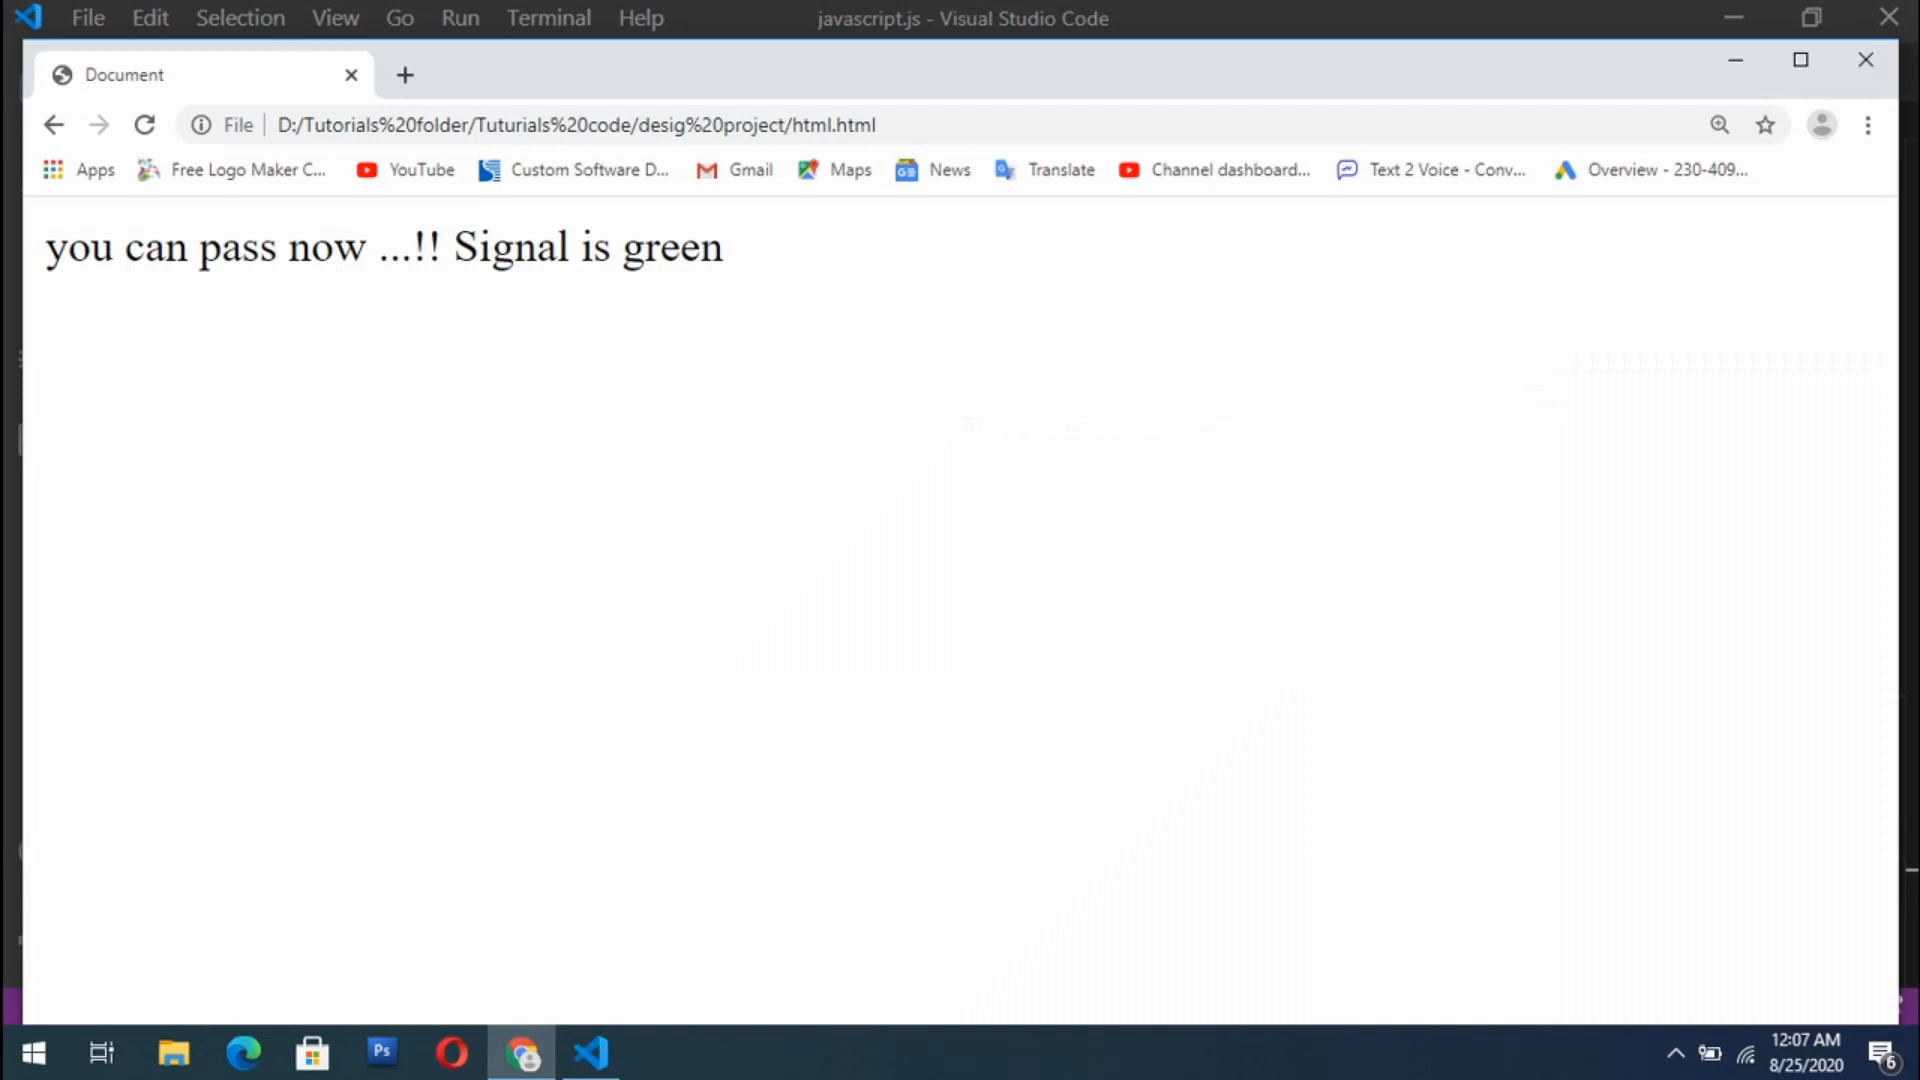 File Edit Selection View Go Run Terminal Help javascript.js - Visual Studio Code
Document
File D:/Tutorials%20folder/Tuturials%20code/desig%20project/html.html
Apps Free Logo Maker C... YouTube Custom Software D... Gmail Maps News Translate Channel dashboard... Text 2 Voice - Conv... Overview - 230-409...
you can pass now ...!! Signal is green
Ps
12:07 AM
8/25/2020
6